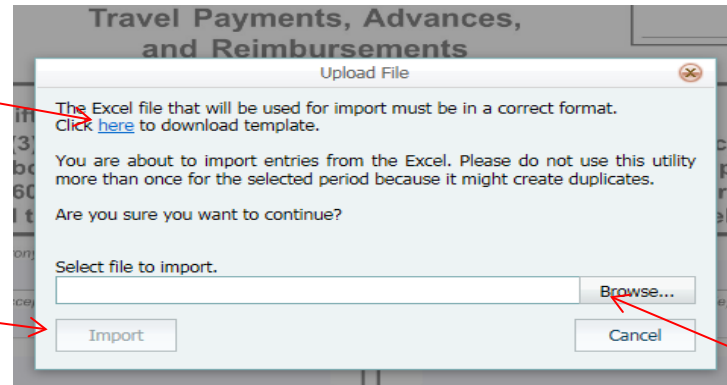 Travel Payments, Advances,
and Reimbursements
Upload File
The Excel file that will be used for import must be in a correct format.
Click here to download template.
You are about to import entries from the Excel. Please do not use this utility
more than once for the selected period because it might create duplicates.
Are you sure you want to continue?
Select file to import.
Browse...
Import
Cancel